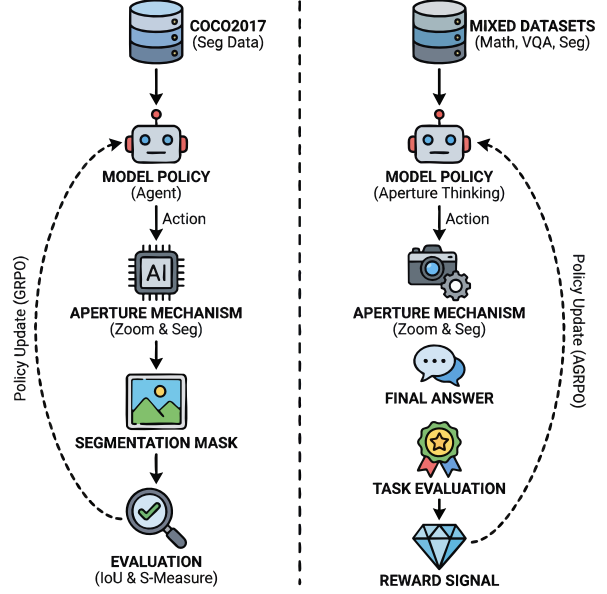 COCO2017
(Seg Data)
MODEL POLICY
(Agent)
Action
AI
APERTURE MECHANISM
(Zoom & Seg)
SEGMENTATION MASK
EVALUATION
(IoU & S-Measure)
Policy Update (GRPO)
MIXED DATASETS
(Math, VQA, Seg)
MODEL POLICY
(Aperture Thinking)
Action
APERTURE MECHANISM
(Zoom & Seg)
FINAL ANSWER
TASK EVALUATION
REWARD SIGNAL
Policy Update (AGRPO)